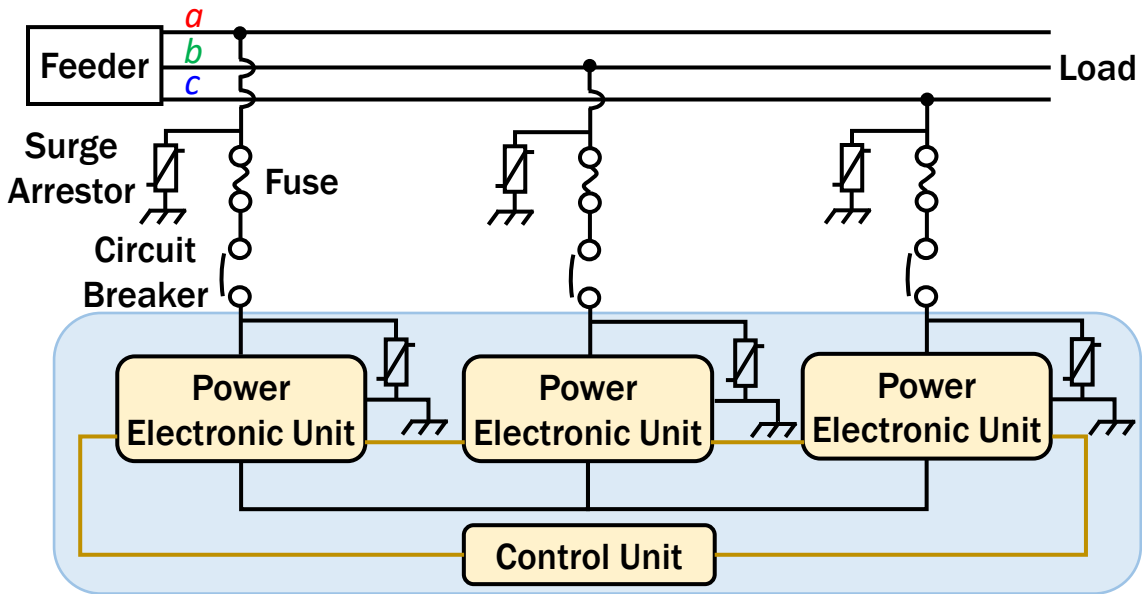 a
b
c
Feeder
Load
Surge
Arrestor
Fuse
Circuit
Breaker
Power
Electronic Unit
Power
Electronic Unit
Power
Electronic Unit
Control Unit